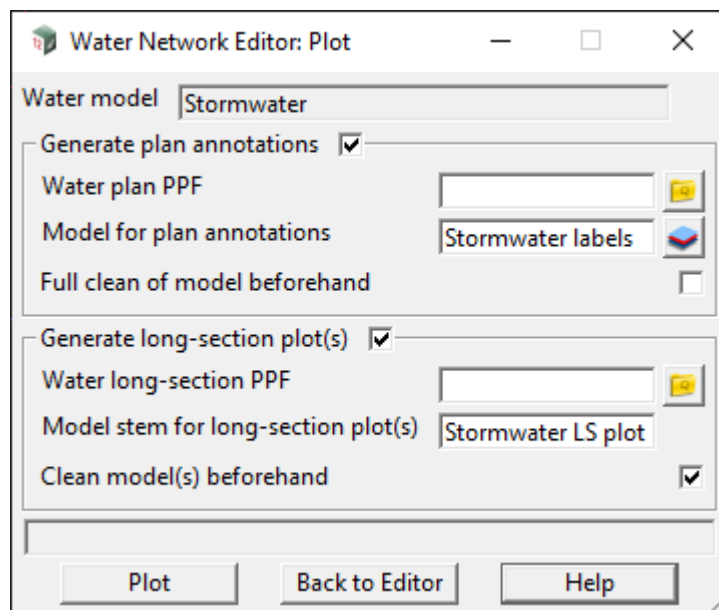 Water Network Editor: Plot
Water model Stormwater
Generate plan annotations
Water plan PPF
Model for plan annotations Stormwater labels
Full clean of model beforehand
Generate long-section plot(s)
Water long-section PPF
Model stem for long-section plot(s) Stormwater LS plot
Clean model(s) beforehand
Plot Back to Editor Help